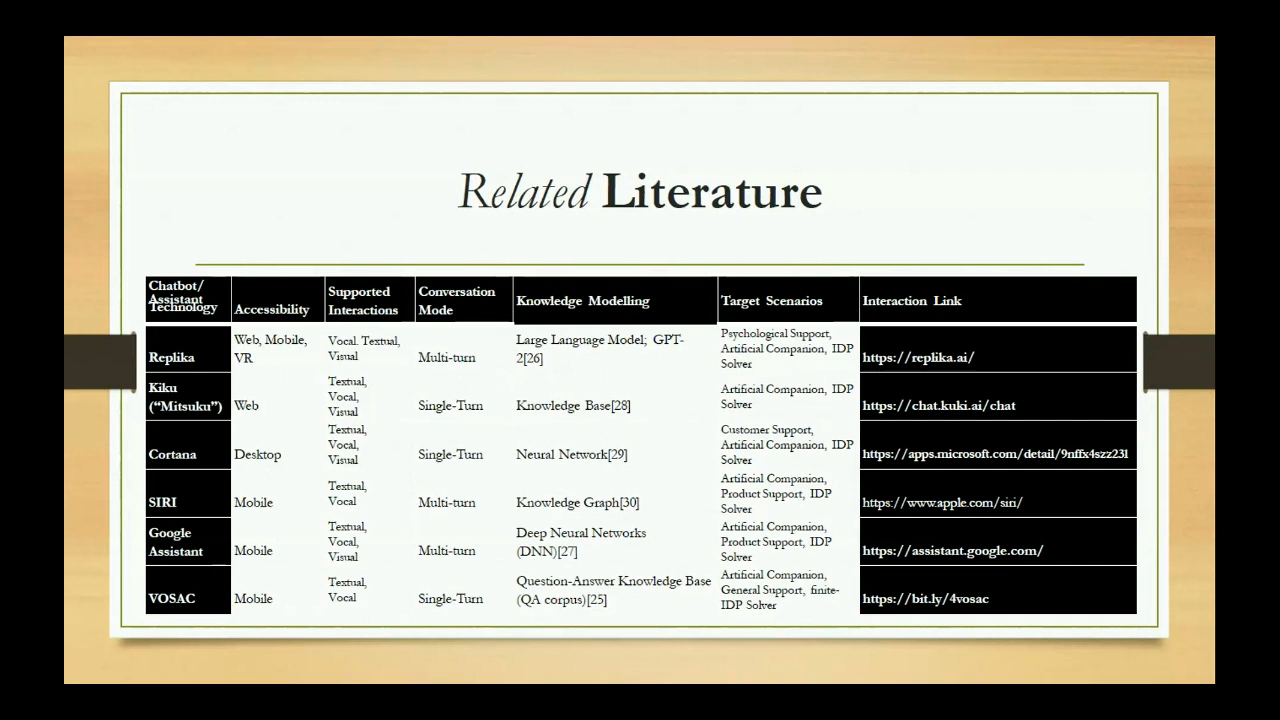 Related Literature
Chatbot/ Assistant Technology
Accessibility
Supported Interactions
Conversation Mode
Knowledge Modelling
Target Scenarios
Interaction Link
Replika
Web, Mobile, VR
Vocal. Textual, Visual
Multi-turn
Large Language Model; GPT-2[26]
Psychological Support, Artificial Companion, IDP Solver
https://replika.ai/
Kiku (“Mitsuku”)
Web
Textual, Vocal, Visual
Single-Turn
Knowledge Base[28]
Artificial Companion, IDP Solver
https://chat.kuki.ai/chat
Cortana
Desktop
Textual, Vocal, Visual
Single-Turn
Neural Network[29]
Customer Support, Artificial Companion, IDP Solver
https://apps.microsoft.com/detail/9nffx4szz23l
SIRI
Mobile
Textual, Vocal
Multi-turn
Knowledge Graph[30]
Artificial Companion, Product Support, IDP Solver
https://www.apple.com/siri/
Google Assistant
Mobile
Textual, Vocal, Visual
Multi-turn
Deep Neural Networks (DNN)[27]
Artificial Companion, Product Support, IDP Solver
https://assistant.google.com/
VOSAC
Mobile
Textual, Vocal
Single-Turn
Question-Answer Knowledge Base (QA corpus)[25]
Artificial Companion, General Support, finite-IDP Solver
https://bit.ly/4vosac